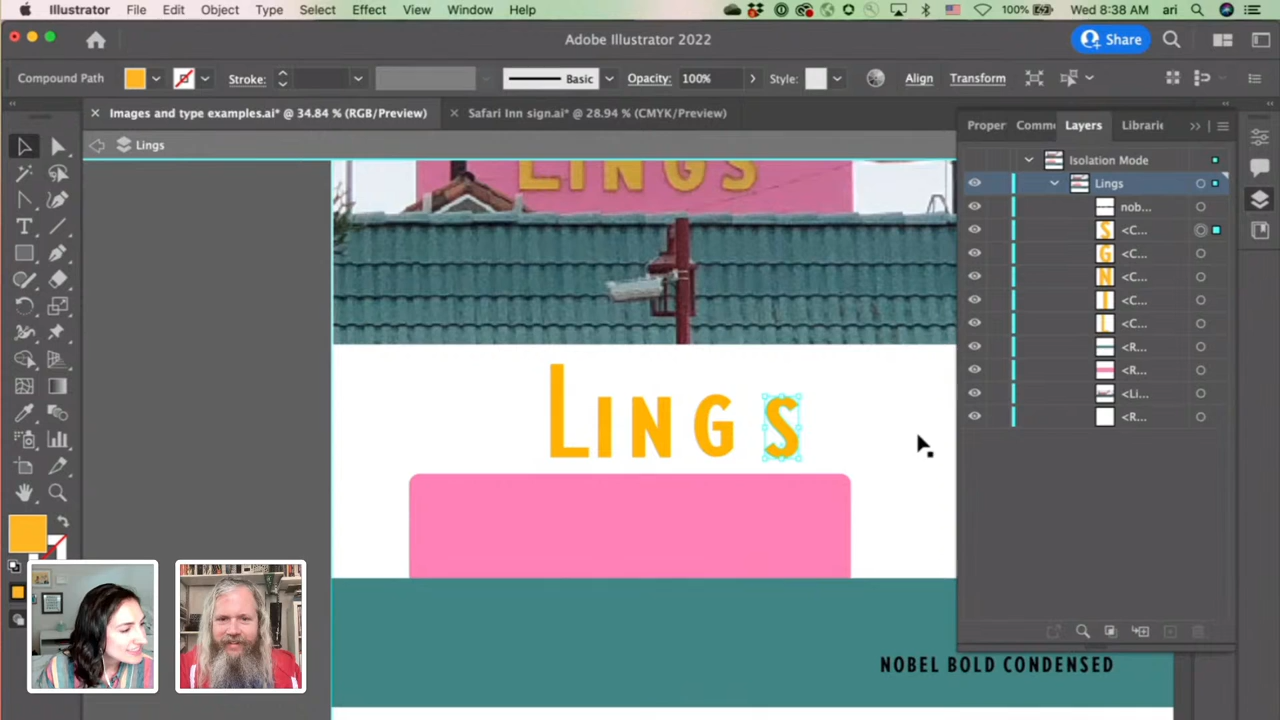 Illustrator File Edit Object Type Select Effect View Window Help 100% Wed 8:38 AM ari
Adobe Illustrator 2022 Share
Compound Path Stroke: Basic Opacity: 100% Style: Align Transform
× Images and type examples.ai* @ 34.84 % (RGB/Preview) × Safari Inn sign.ai* @ 28.94 % (CMYK/Preview)
Proper Comme Layers Librarie
Lings
Isolation Mode
Lings
nob...
S <C...
G <C...
N <C...
I <C...
L <C...
<R...
<R...
<Li...
<R...
LINGS
LINGS
NOBEL BOLD CONDENSED